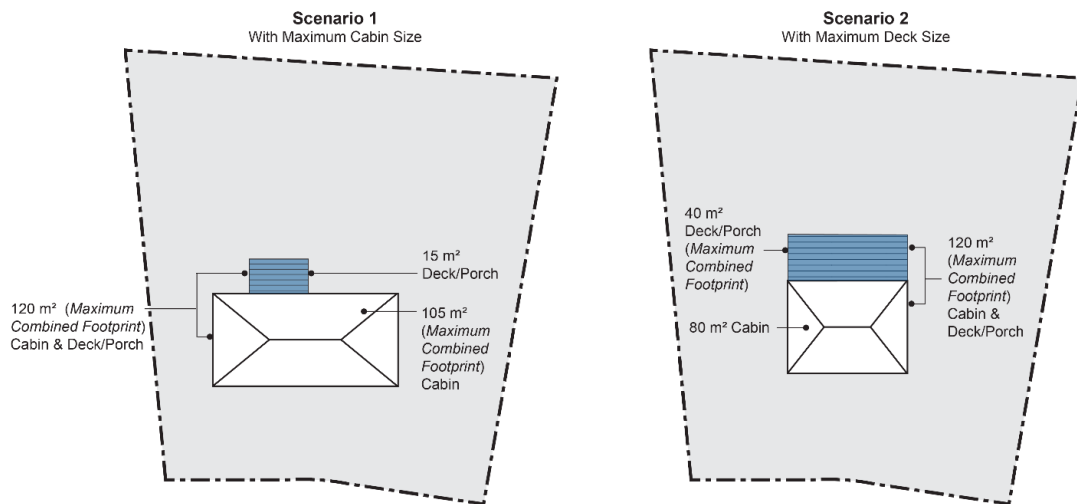 Scenario 1
With Maximum Cabin Size
15 m²
Deck/Porch
120 m² (Maximum
Combined Footprint)
Cabin & Deck/Porch
105 m²
(Maximum
Combined
Footprint)
Cabin
Scenario 2
With Maximum Deck Size
40 m²
Deck/Porch
(Maximum
Combined
Footprint)
120 m²
(Maximum
Combined
Footprint)
Cabin &
Deck/Porch
80 m² Cabin